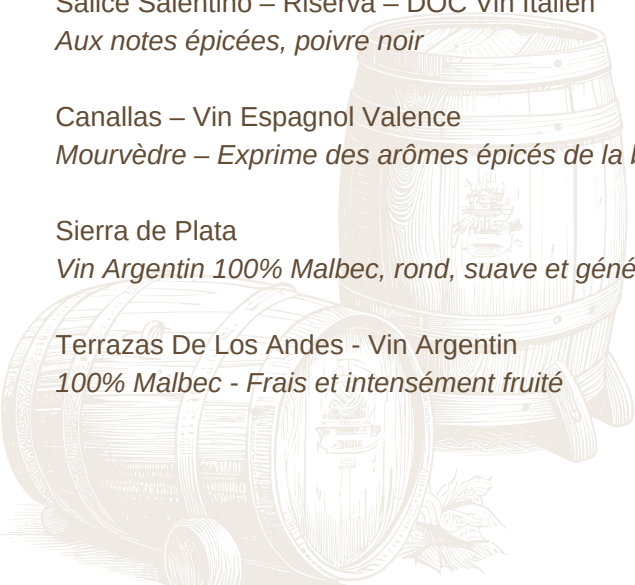 Salice Salentino – Riserva – DOC Vin Italien
Aux notes épicées, poivre noir
Canallas – Vin Espagnol Valence
Mourvèdre – Exprime des arômes épicés de la
Sierra de Plata
Vin Argentin 100% Malbec, rond, suave et géné
Terrazas De Los Andes - Vin Argentin
100% Malbec - Frais et intensément fruité